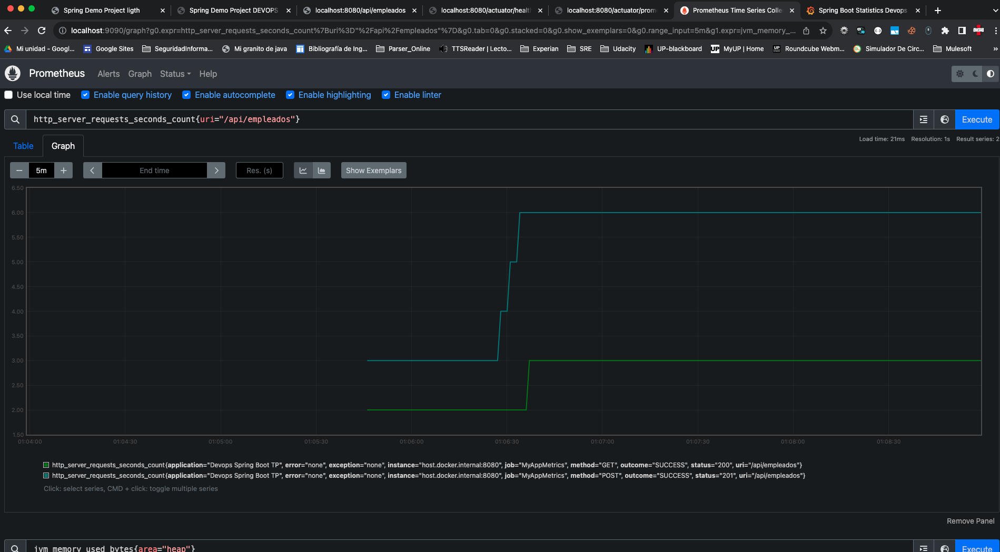 Spring Demo Project ligth
Spring Demo Project DEVOPS
localhost:8080/api/empleados
localhost:8080/actuator/healt
localhost:8080/actuator/prom
Prometheus Time Series Colle
Spring Boot Statistics Devops
localhost:9090/graph?g0.expr=http_server_requests_seconds_count%7Buri%3D"%2Fapi%2Fempleados"%7D&g0.tab=0&g0.stacked=0&g0.show_exemplars=0&g0.range_input=5m&g1.expr=jvm_memory_...
Mi unidad - Googl...
Google Sites
SeguridadInforma...
Mi granito de java
Bibliografía de Ing...
Parser_Online
TTSReader | Lecto...
Experian
SRE
Udacity
UP-blackboard
UP MyUP | Home
UP Roundcube Webm...
Simulador De Circ...
Mulesoft
»
Prometheus Alerts Graph Status Help
Use local time Enable query history Enable autocomplete Enable highlighting Enable linter
http_server_requests_seconds_count{uri="/api/empleados"}
Execute
Table Graph
Load time: 21ms Resolution: 1s Result series: 2
5m
End time
Res. (s)
Show Exemplars
6.50
6.00
5.50
5.00
4.50
4.00
3.50
3.00
2.50
2.00
1.50
01:04:00 01:04:30 01:05:00 01:05:30 01:06:00 01:06:30 01:07:00 01:07:30 01:08:00 01:08:30
http_server_requests_seconds_count{application="Devops Spring Boot TP", error="none", exception="none", instance="host.docker.internal:8080", job="MyAppMetrics", method="GET", outcome="SUCCESS", status="200", uri="/api/empleados"}
http_server_requests_seconds_count{application="Devops Spring Boot TP", error="none", exception="none", instance="host.docker.internal:8080", job="MyAppMetrics", method="POST", outcome="SUCCESS", status="201", uri="/api/empleados"}
Click: select series, CMD + click: toggle multiple series
Remove Panel
jvm_memory_used_bytes{area="heap"}
Execute